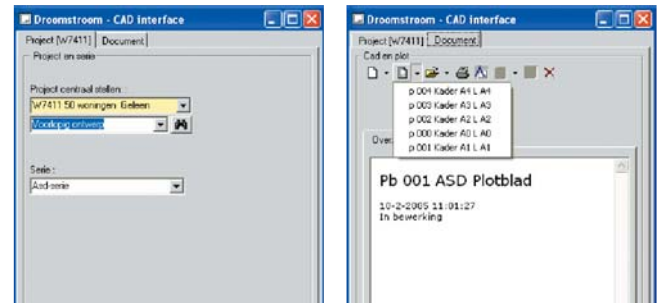 Droomstroom - CAD interface
Project [W7411] Document
Project en serie
Project centraal stellen
W7411 50 woningen Geleen
Voorlopig ontwerp
Serie :
Asd-serie
Droomstroom - CAD interface
Project [W7411] Document
Cad en plot
p 004 Kader A4 L A4
p 003 Kader A3 L A3
p 002 Kader A2 L A2
p 000 Kader A0 L A0
p 001 Kader A1 L A1
Over
Pb 001 ASD Plotblad
10-2-2005 11:01:27
In bewerking